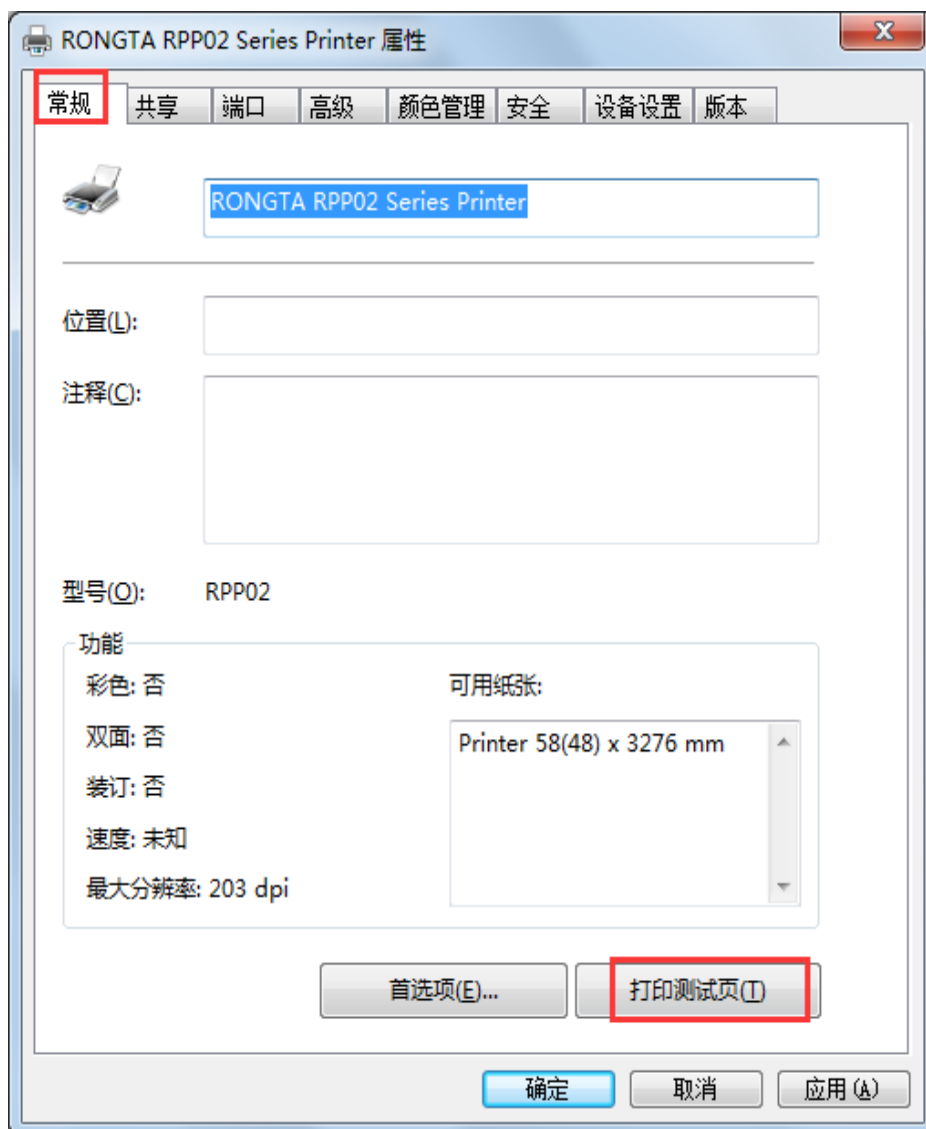 RONGTA RPP02 Series Printer 属性
常规 共享 端口 高级 颜色管理 安全 设备设置 版本
RONGTA RPP02 Series Printer
位置(L):
注释(C):
型号(O): RPP02
功能
彩色: 否
可用纸张:
双面: 否
Printer 58(48) x 3276 mm
装订: 否
速度: 未知
最大分辨率: 203 dpi
首选项(E)... 打印测试页(T)
确定 取消 应用(A)